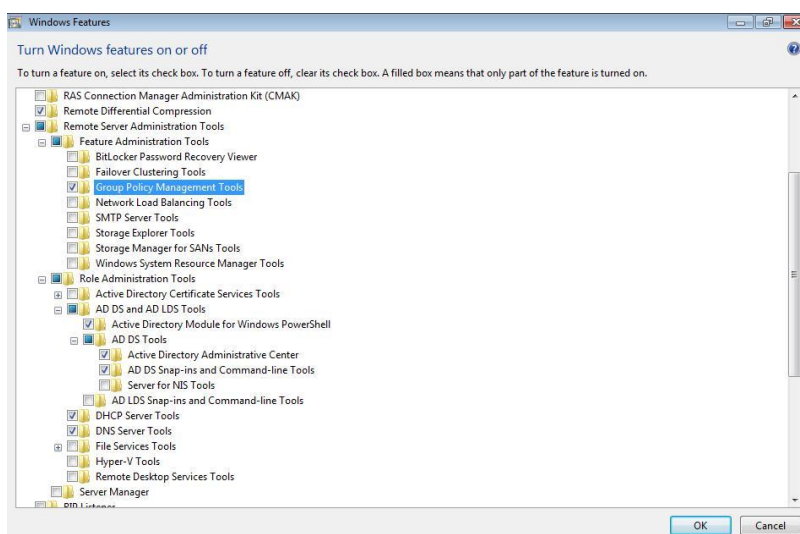 Windows Features
Turn Windows features on or off
To turn a feature on, select its check box. To turn a feature off, clear its check box. A filled box means that only part of the feature is turned on.
RAS Connection Manager Administration Kit (CMAK)
Remote Differential Compression
Remote Server Administration Tools
Feature Administration Tools
BitLocker Password Recovery Viewer
Failover Clustering Tools
Group Policy Management Tools
Network Load Balancing Tools
SMTP Server Tools
Storage Explorer Tools
Storage Manager for SANs Tools
Windows System Resource Manager Tools
Role Administration Tools
Active Directory Certificate Services Tools
AD DS and AD LDS Tools
Active Directory Module for Windows PowerShell
AD DS Tools
Active Directory Administrative Center
AD DS Snap-ins and Command-line Tools
Server for NIS Tools
AD LDS Snap-ins and Command-line Tools
DHCP Server Tools
DNS Server Tools
File Services Tools
Hyper-V Tools
Remote Desktop Services Tools
Server Manager
RIP Listener
OK Cancel